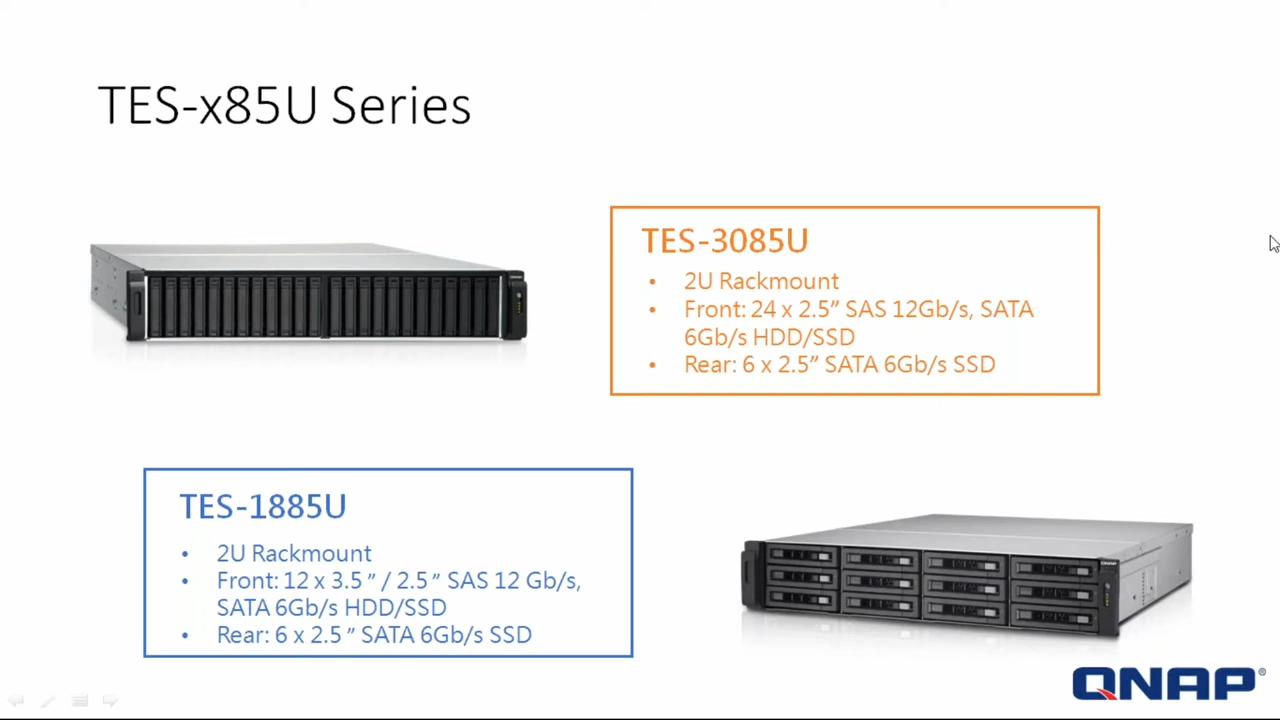 TES-x85U Series
TES-3085U
• 2U Rackmount
• Front: 24 x 2.5” SAS 12Gb/s, SATA
6Gb/s HDD/SSD
• Rear: 6 x 2.5” SATA 6Gb/s SSD
TES-1885U
• 2U Rackmount
• Front: 12 x 3.5 ” / 2.5 ” SAS 12 Gb/s,
SATA 6Gb/s HDD/SSD
• Rear: 6 x 2.5 ” SATA 6Gb/s SSD
QNAP
QNAP®